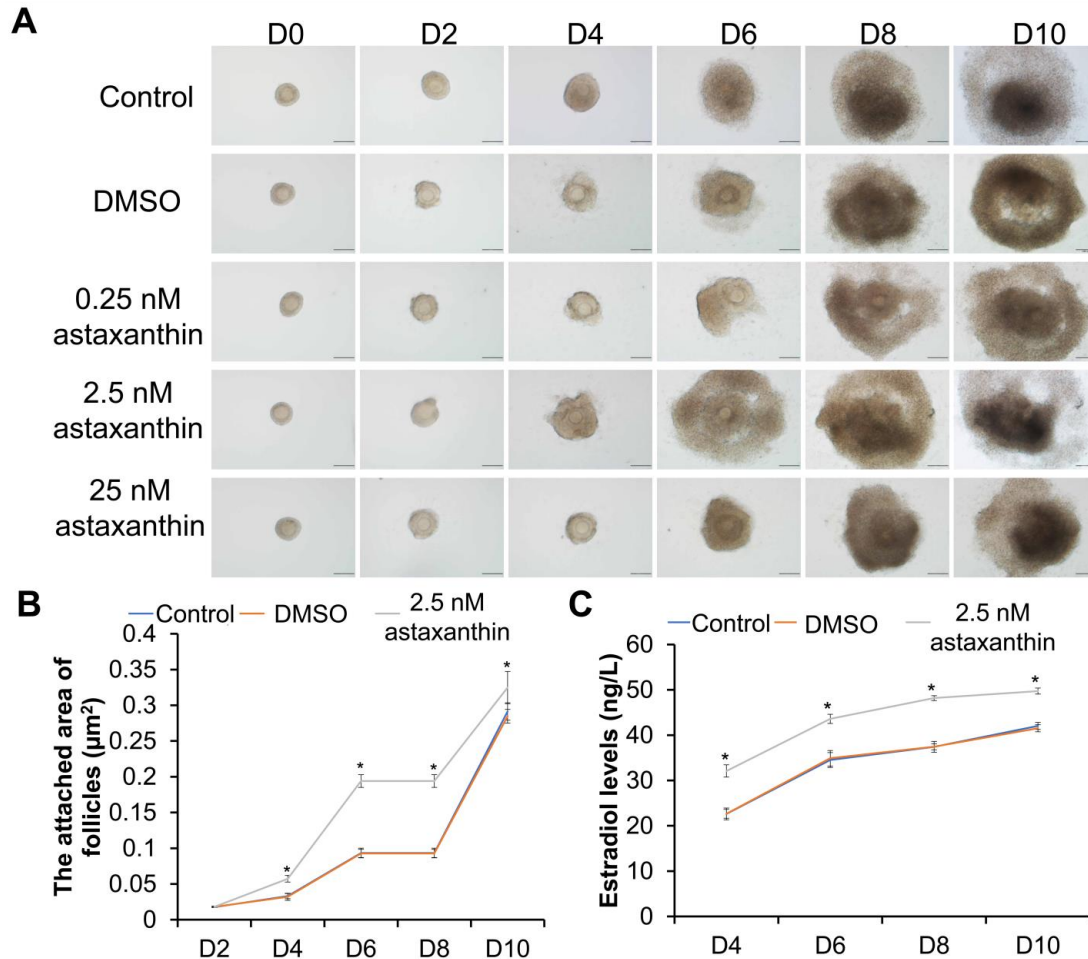 A
D0 D2 D4 D6 D8 D10
Control
DMSO
0.25 nM
astaxanthin
2.5 nM
astaxanthin
25 nM
astaxanthin
B
Control DMSO 2.5 nM
astaxanthin
The attached area of
follicles (μm²)
0.4
0.35
0.3
0.25
0.2
0.15
0.1
0.05
0
*
*
*
*
D2 D4 D6 D8 D10
C
Control DMSO 2.5 nM
astaxanthin
Estradiol levels (ng/L)
60
50
40
30
20
10
0
*
*
*
*
D4 D6 D8 D10